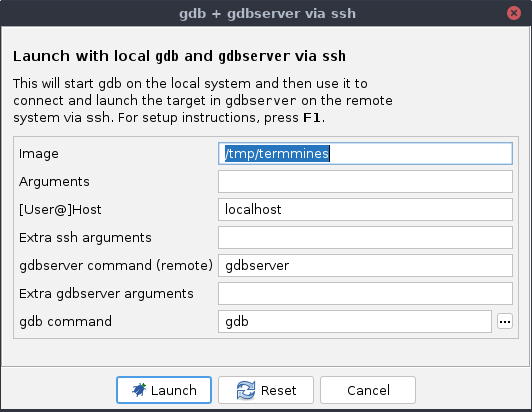 gdb + gdbserver via ssh
Launch with local gdb and gdbserver via ssh
This will start gdb on the local system and then use it to
connect and launch the target in gdbserver on the remote
system via ssh. For setup instructions, press F1.
Image /tmp/termmines
Arguments
[User@]Host localhost
Extra ssh arguments
gdbserver command (remote) gdbserver
Extra gdbserver arguments
gdb command gdb ...
Launch Reset Cancel